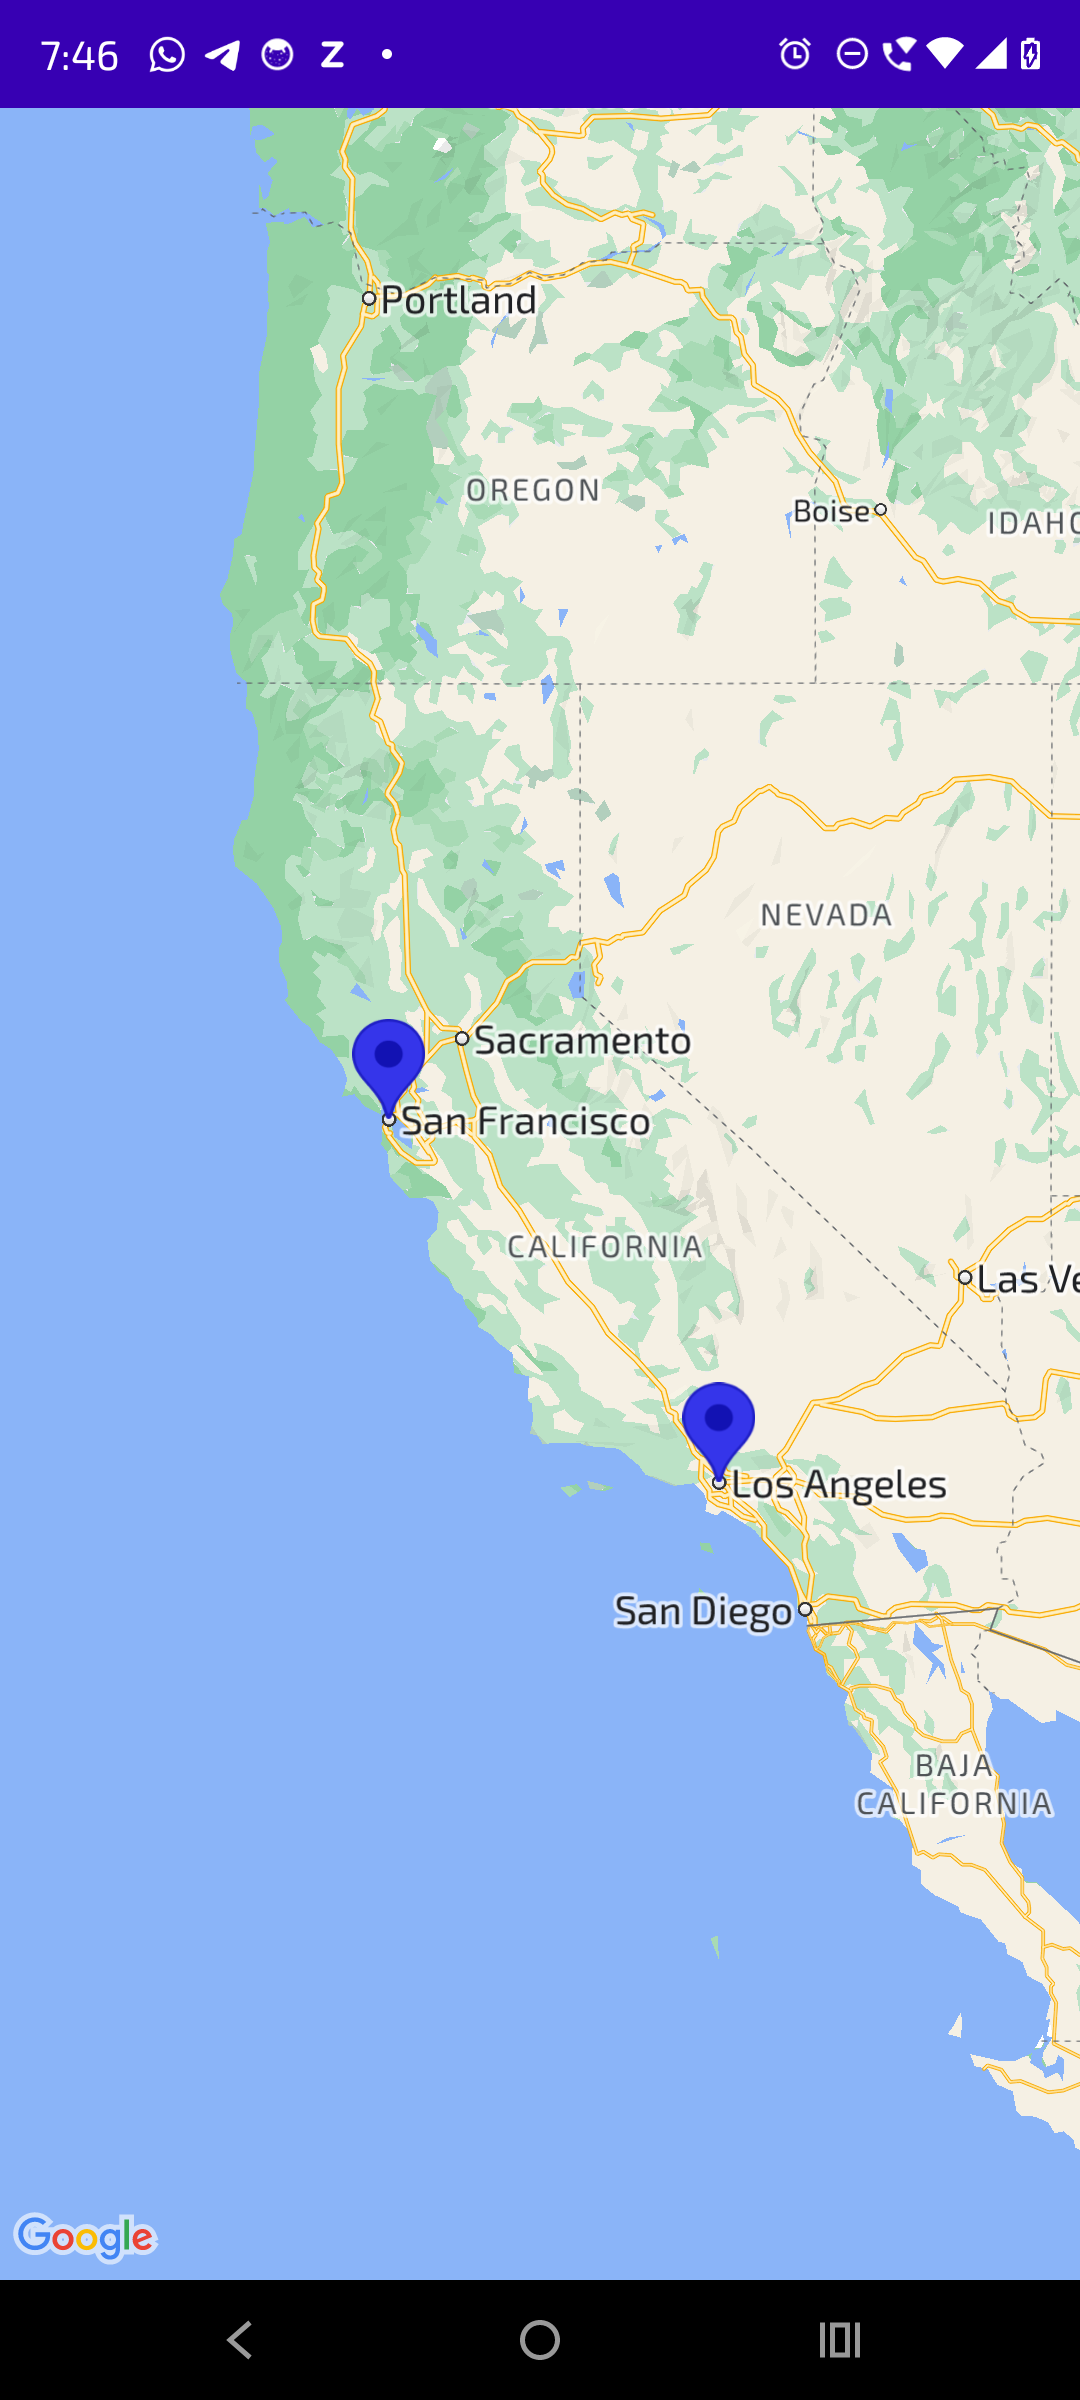 7:46
Portland
OREGON
Boise
IDAHO
NEVADA
Sacramento
San Francisco
CALIFORNIA
Las Ve
Los Angeles
San Diego
BAJA
CALIFORNIA
Google